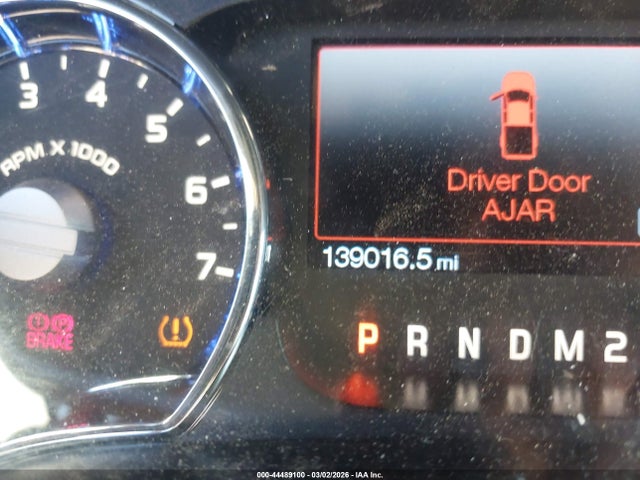 3 4 5 6 7
RPM X 1000
BRAKE
Driver Door
AJAR
139016.5 mi
P R N D M 2
000-44489100 - 03/02/2026 - IAA Inc.